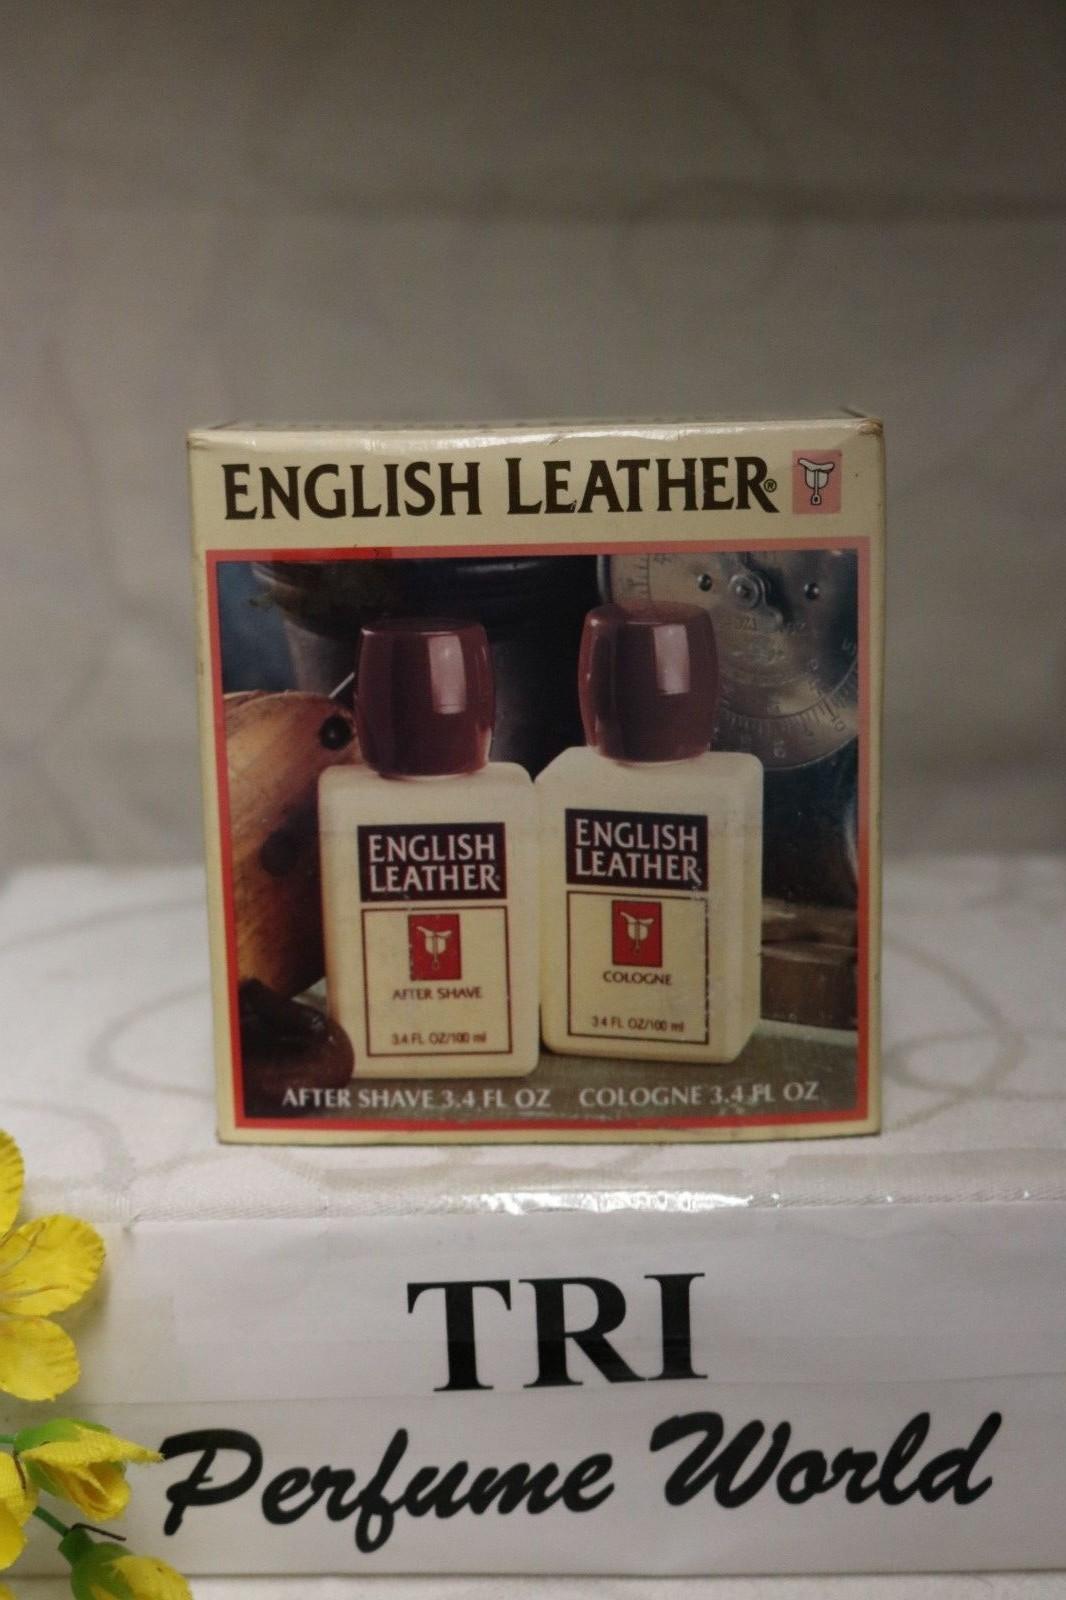 ENGLISH LEATHER®
ENGLISH
LEATHER
AFTER SHAVE
3.4 FL OZ/100 ml
ENGLISH
LEATHER
COLOGNE
3.4 FL OZ/100 ml
AFTER SHAVE 3.4 FL OZ COLOGNE 3.4 FL OZ
TRI
Perfume World